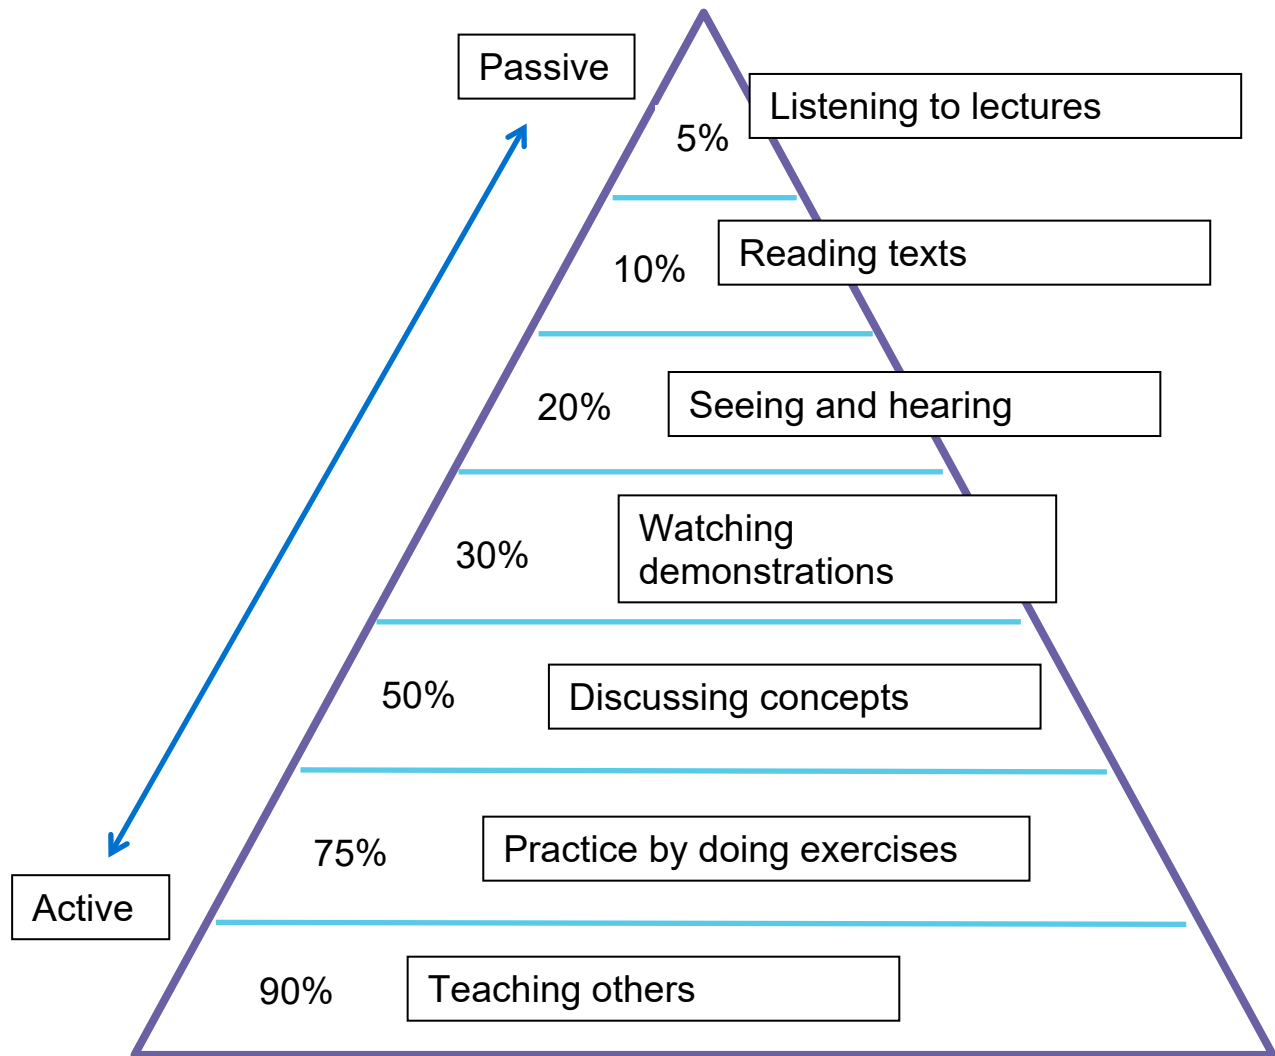 Passive
Listening to lectures
5%
Reading texts
10%
Seeing and hearing
20%
Watching
demonstrations
30%
Discussing concepts
50%
Practice by doing exercises
75%
Active
Teaching others
90%